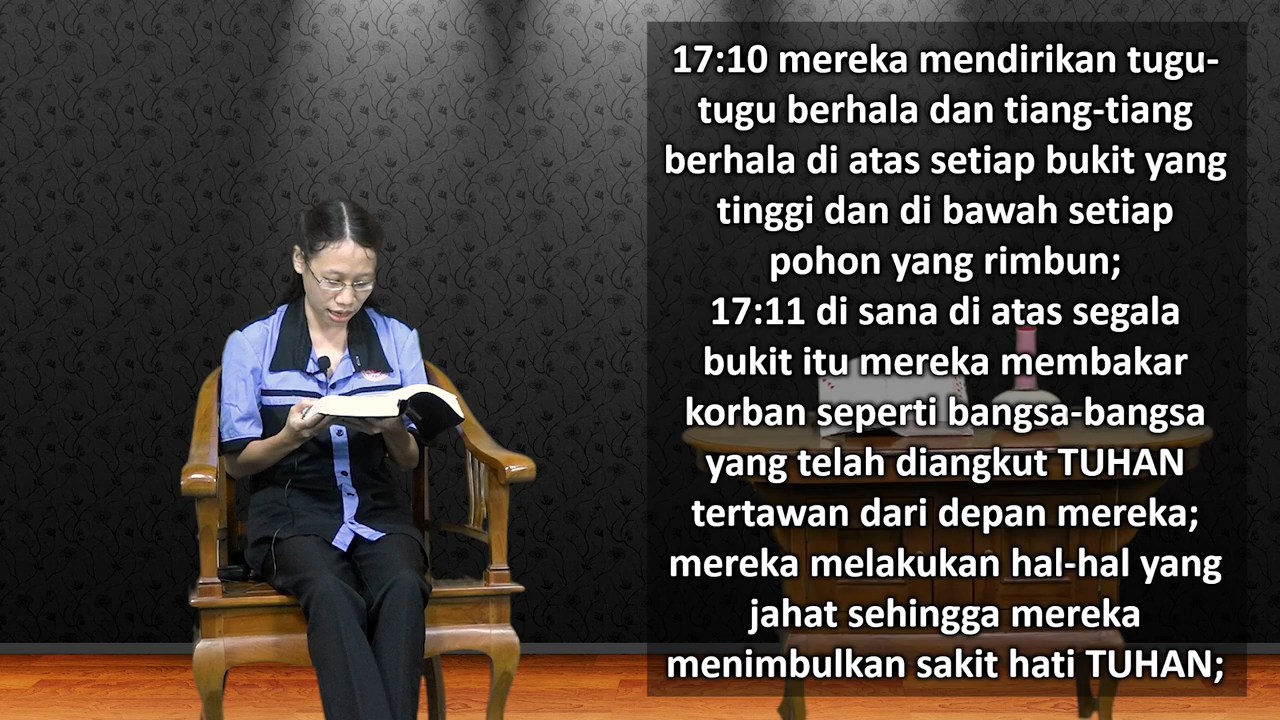 17:10 mereka mendirikan tugu-
tugu berhala dan tiang-tiang
berhala di atas setiap bukit yang
tinggi dan di bawah setiap
pohon yang rimbun;
17:11 di sana di atas segala
bukit itu mereka membakar
korban seperti bangsa-bangsa
yang telah diangkut TUHAN
tertawan dari depan mereka;
mereka melakukan hal-hal yang
jahat sehingga mereka
menimbulkan sakit hati TUHAN;